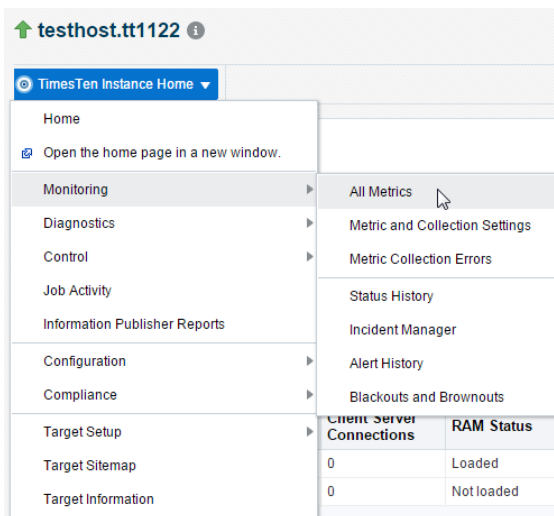 testhost.tt1122
TimesTen Instance Home
Home
Open the home page in a new window.
Monitoring
Diagnostics
Control
Job Activity
Information Publisher Reports
Configuration
Compliance
Target Setup
Target Sitemap
Target Information
All Metrics
Metric and Collection Settings
Metric Collection Errors
Status History
Incident Manager
Alert History
Blackouts and Brownouts
Client Server
Connections
RAM Status
0
Loaded
0
Not loaded